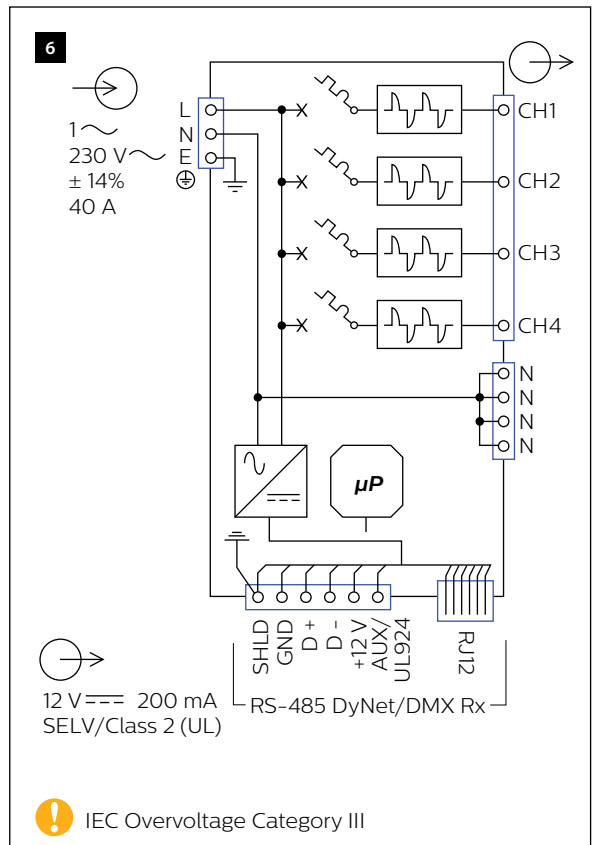 6
L
N
E
1〜
230 V〜
± 14%
40 A
CH1
CH2
CH3
CH4
N
N
N
N
µP
SHLD
GND
D +
D -
+12 V
AUX/
UL924
RJ12
12 V 200 mA
SELV/Class 2 (UL)
RS-485 DyNet/DMX Rx
! IEC Overvoltage Category III